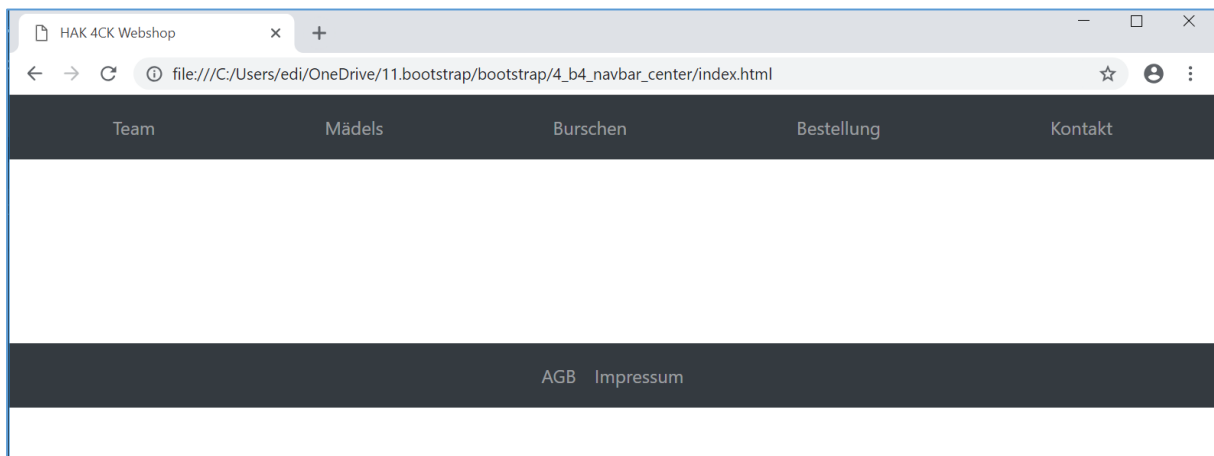 HAK 4CK Webshop
file:///C:/Users/edi/OneDrive/11.bootstrap/bootstrap/4_b4_navbar_center/index.html
Team Mädels Burschen Bestellung Kontakt
AGB Impressum